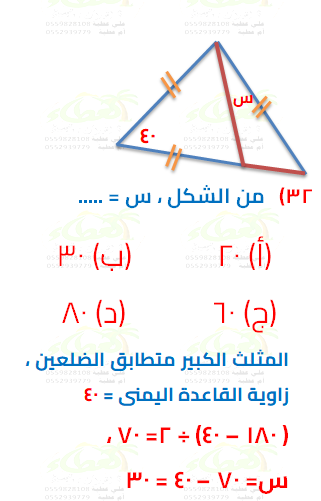 س
٤٠
٣٢) من الشكل ، س = .....
(أ) ٢٠ (ب) ٣٠
(ج) ٦٠ (د) ٨٠
المثلث الكبير متطابق الضلعين ،
زاوية القاعدة اليمنى = ٤٠
(١٨٠ – ٤٠) ÷ ٢ = ٧٠ ،
س= ٧٠ – ٤٠ = ٣٠